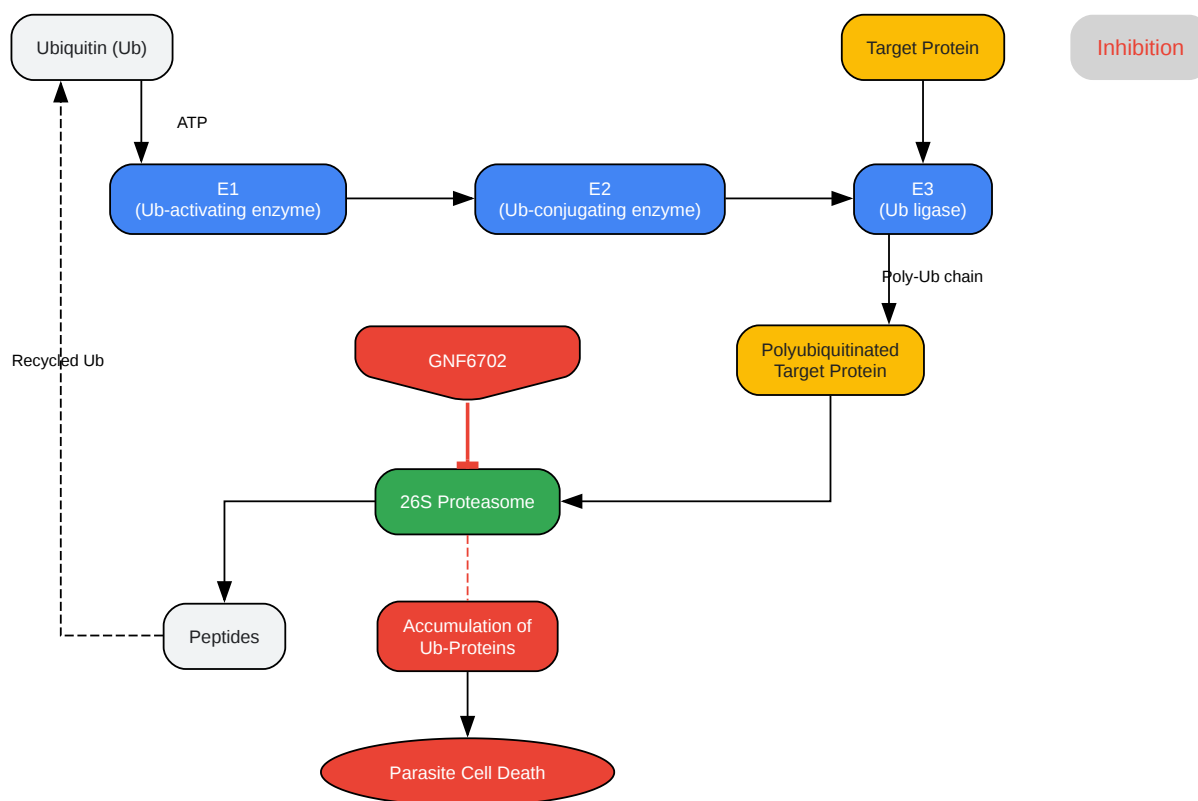 Ubiquitin (Ub)
Target Protein
Inhibition
ATP
E1
(Ub-activating enzyme)
E2
(Ub-conjugating enzyme)
E3
(Ub ligase)
Poly-Ub chain
GNF6702
Polyubiquitinated
Target Protein
Recycled Ub
26S Proteasome
Peptides
Accumulation of
Ub-Proteins
Parasite Cell Death